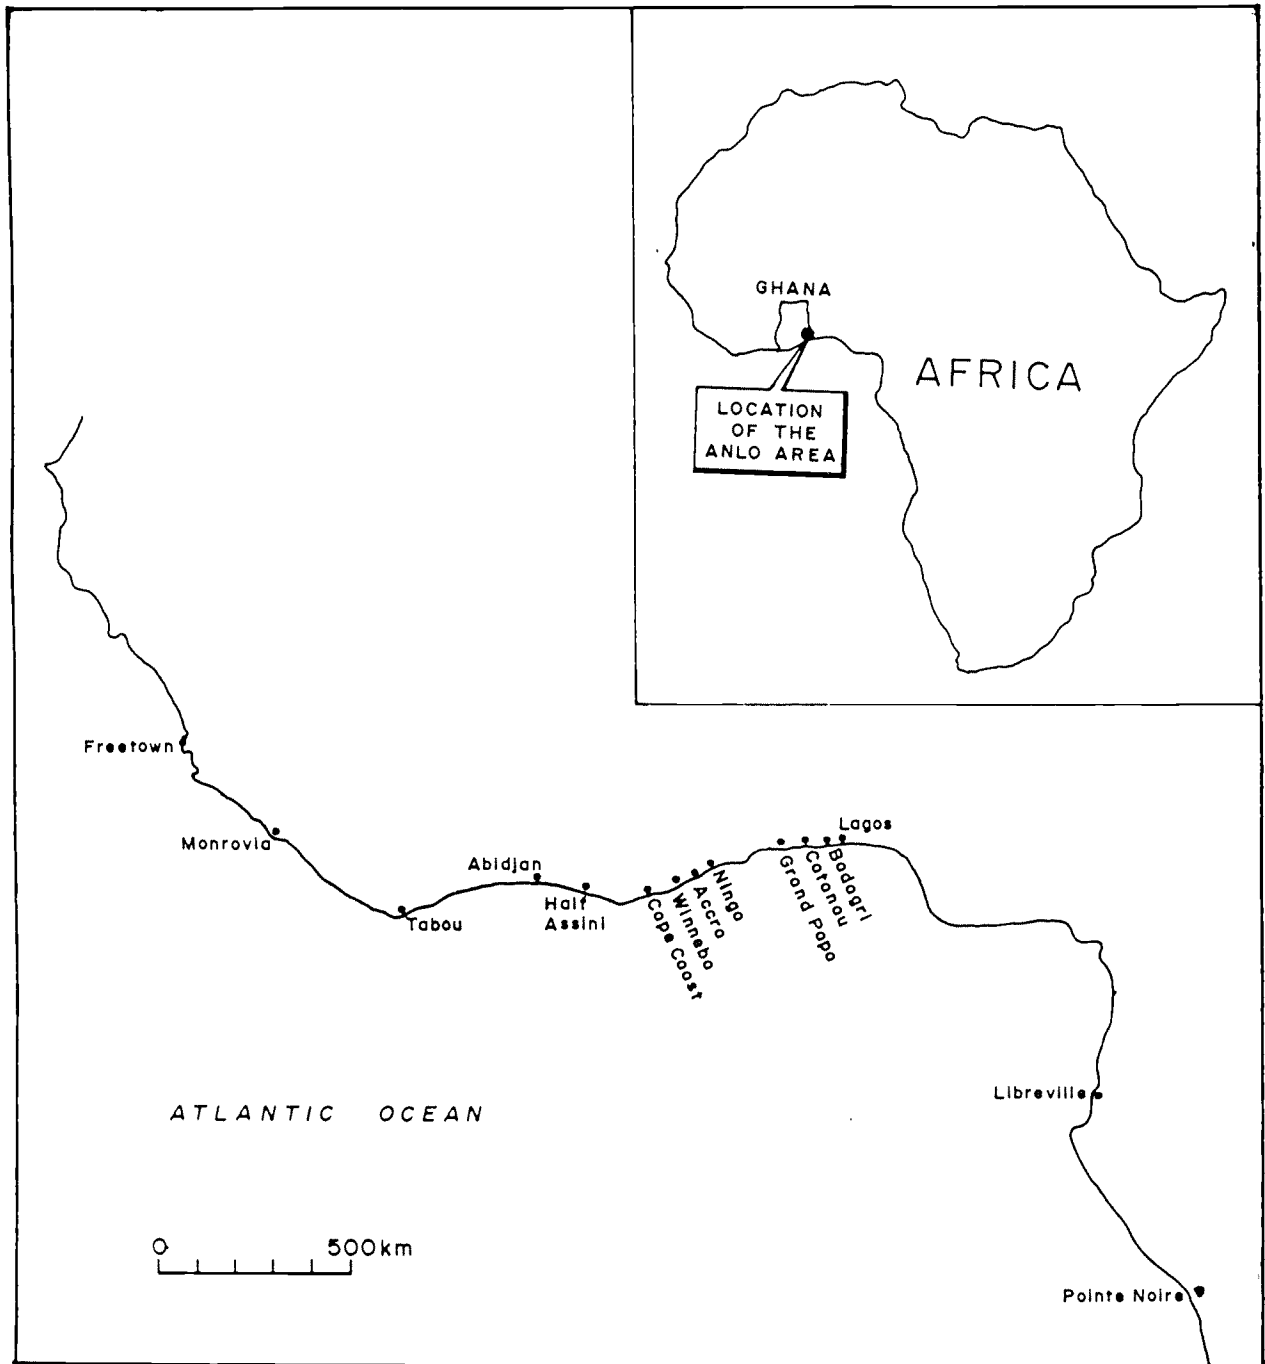 GHANA
AFRICA
LOCATION
OF THE
ANLO AREA
Freetown
Monrovia
Tabou
Abidjan
Half
Assini
Cape Coast
Winneba
Accra
Ningo
Grand Popo
Cotonou
Badagri
Lagos
Libreville
ATLANTIC OCEAN
0 500km
Pointe Noire